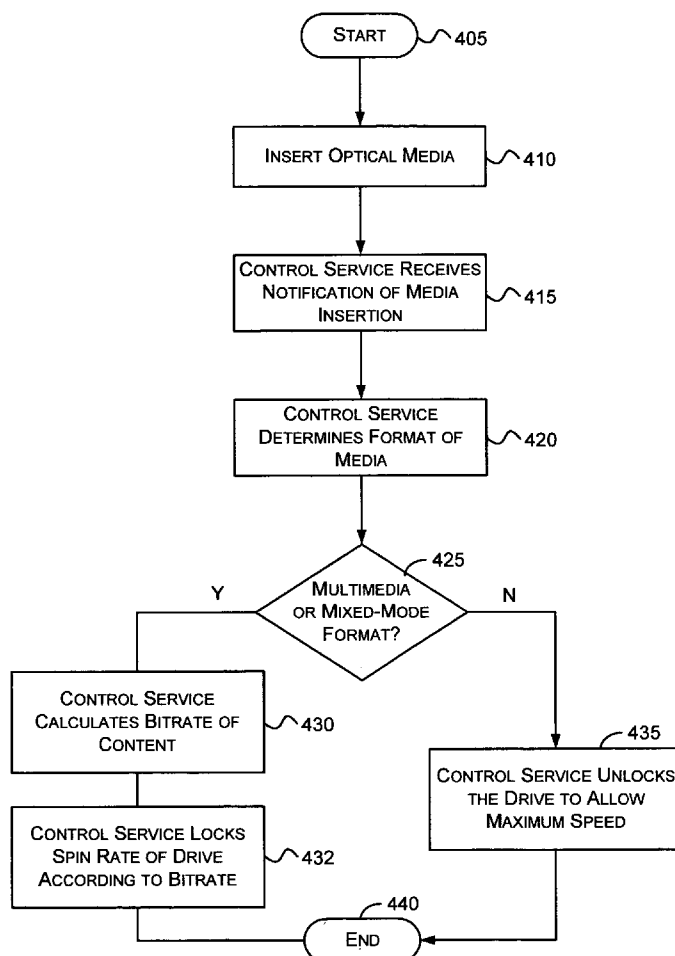 START
405
INSERT OPTICAL MEDIA
410
CONTROL SERVICE RECEIVES
NOTIFICATION OF MEDIA
INSERTION
415
CONTROL SERVICE
DETERMINES FORMAT OF
MEDIA
420
425
MULTIMEDIA
OR MIXED-MODE
FORMAT?
Y
N
CONTROL SERVICE
CALCULATES BITRATE OF
CONTENT
430
435
CONTROL SERVICE UNLOCKS
THE DRIVE TO ALLOW
MAXIMUM SPEED
CONTROL SERVICE LOCKS
SPIN RATE OF DRIVE
ACCORDING TO BITRATE
432
440
END